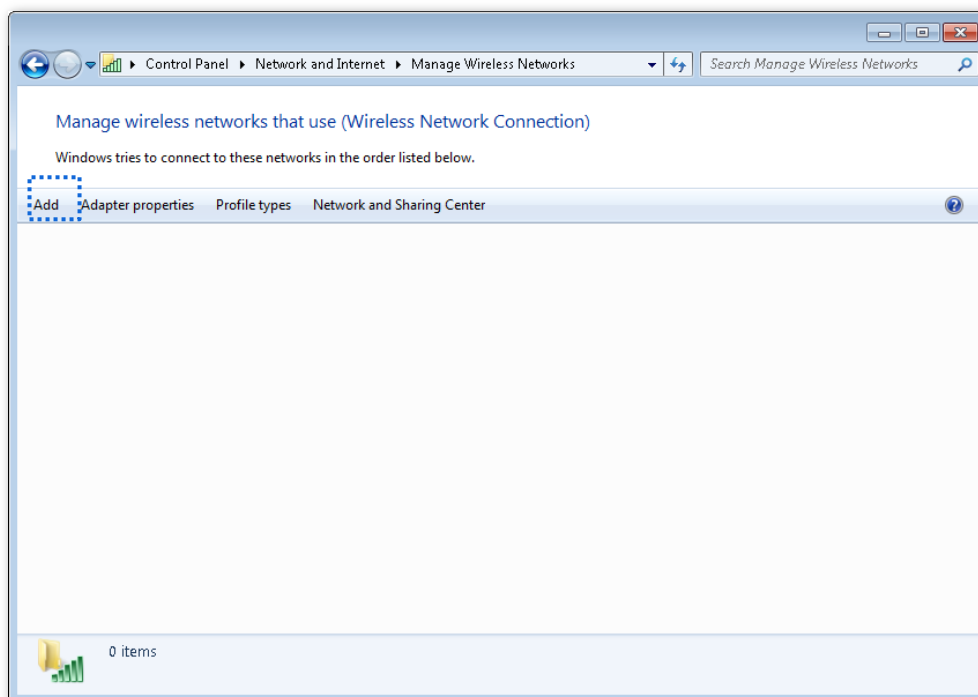 Control Panel Network and Internet Manage Wireless Networks
Search Manage Wireless Networks
Manage wireless networks that use (Wireless Network Connection)
Windows tries to connect to these networks in the order listed below.
Add Adapter properties Profile types Network and Sharing Center
0 items